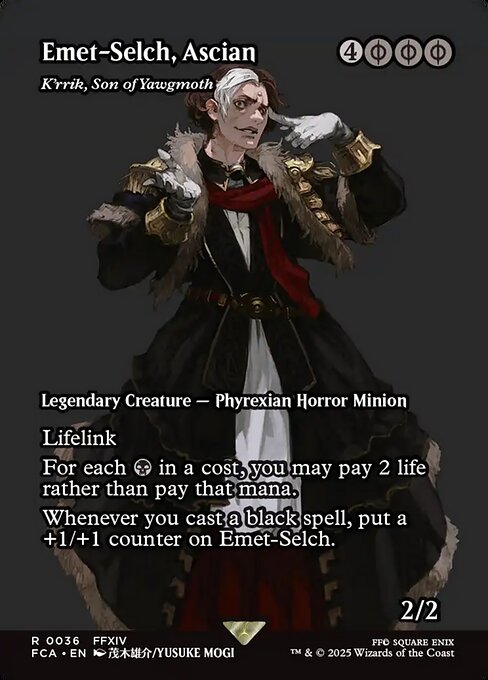 Emet-Selch, Ascian 4
K'rrik, Son of Yawgmoth
Legendary Creature — Phyrexian Horror Minion
Lifelink
For each in a cost, you may pay 2 life
rather than pay that mana.
Whenever you cast a black spell, put a
+1/+1 counter on Emet-Selch.
2/2
R 0036 FFXIV
FCA • EN 茂木雄介/YUSUKE MOGI
FF© SQUARE ENIX
™ & © 2025 Wizards of the Coast